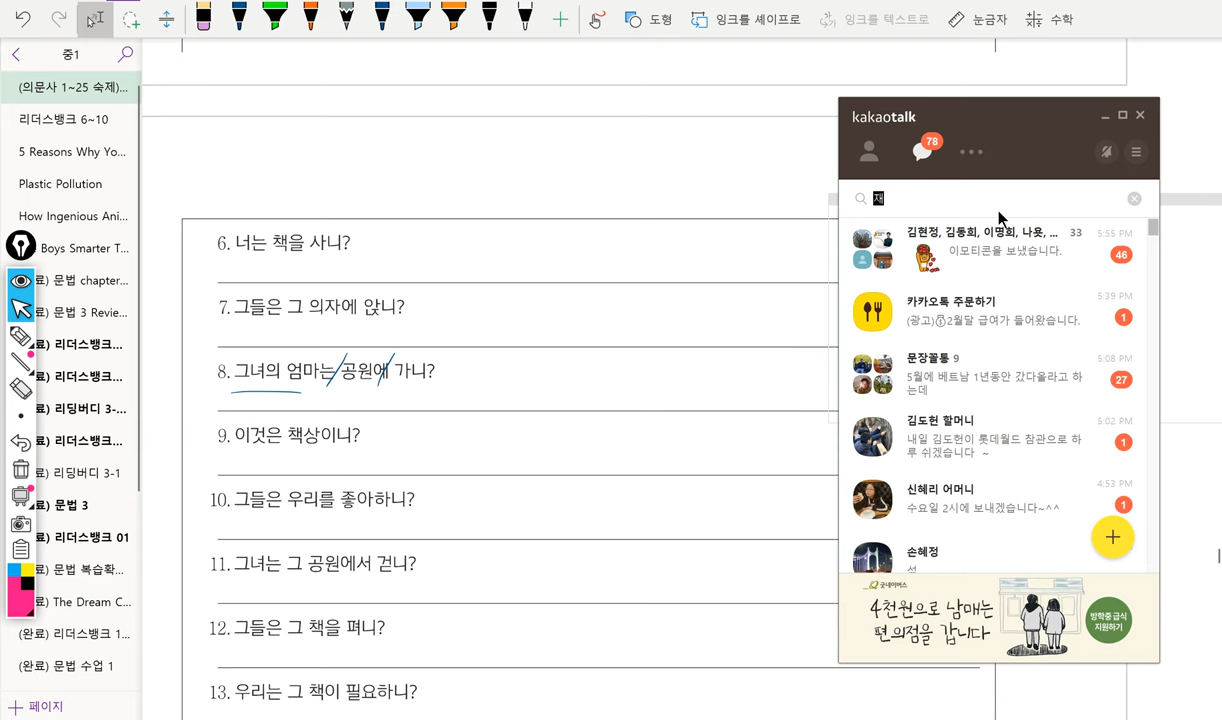 도형
잉크를 셰이프로
잉크를 텍스트로
눈금자
수학
중1
(의문사 1~25 숙제)...
리더스뱅크 6~10
5 Reasons Why Yo...
Plastic Pollution
How Ingenious Ani...
Boys Smarter T...
료) 문법 chapter...
료) 문법 3 Revie...
료) 리더스뱅크...
료) 리더스뱅크...
료) 리딩버디 3-...
료) 리더스뱅크...
료) 리딩버디 3-1
료) 문법 3
료) 리더스뱅크 01
료) 문법 복습확...
료) The Dream C...
(완료) 리더스뱅크 1...
(완료) 문법 수업 1
페이지
6. 너는 책을 사니?
7. 그들은 그 의자에 앉니?
8. 그녀의 엄마는 공원에 가니?
9. 이것은 책상이니?
10. 그들은 우리를 좋아하니?
11. 그녀는 그 공원에서 걷니?
12. 그들은 그 책을 펴니?
13. 우리는 그 책이 필요하니?
kakaotalk
78
재
김현정, 김동희, 이명희, 나욧, ... 33
5:55 PM
이모티콘을 보냈습니다.
46
카카오톡 주문하기
5:39 PM
(광고)💰2월달 급여가 들어왔습니다.
1
문장꼴통 9
5:08 PM
5월에 베트남 1년동안 갔다올라고 하
는데
27
김도헌 할머니
5:02 PM
내일 김도헌이 롯데월드 참관으로 하
루 쉬겠습니다 ~
1
신혜리 어머니
4:53 PM
수요일 2시에 보내겠습니다~^^
1
손혜정
굿네이버스
4천원으로 남매는
편의점을 갑니다
방학중 급식
지원하기